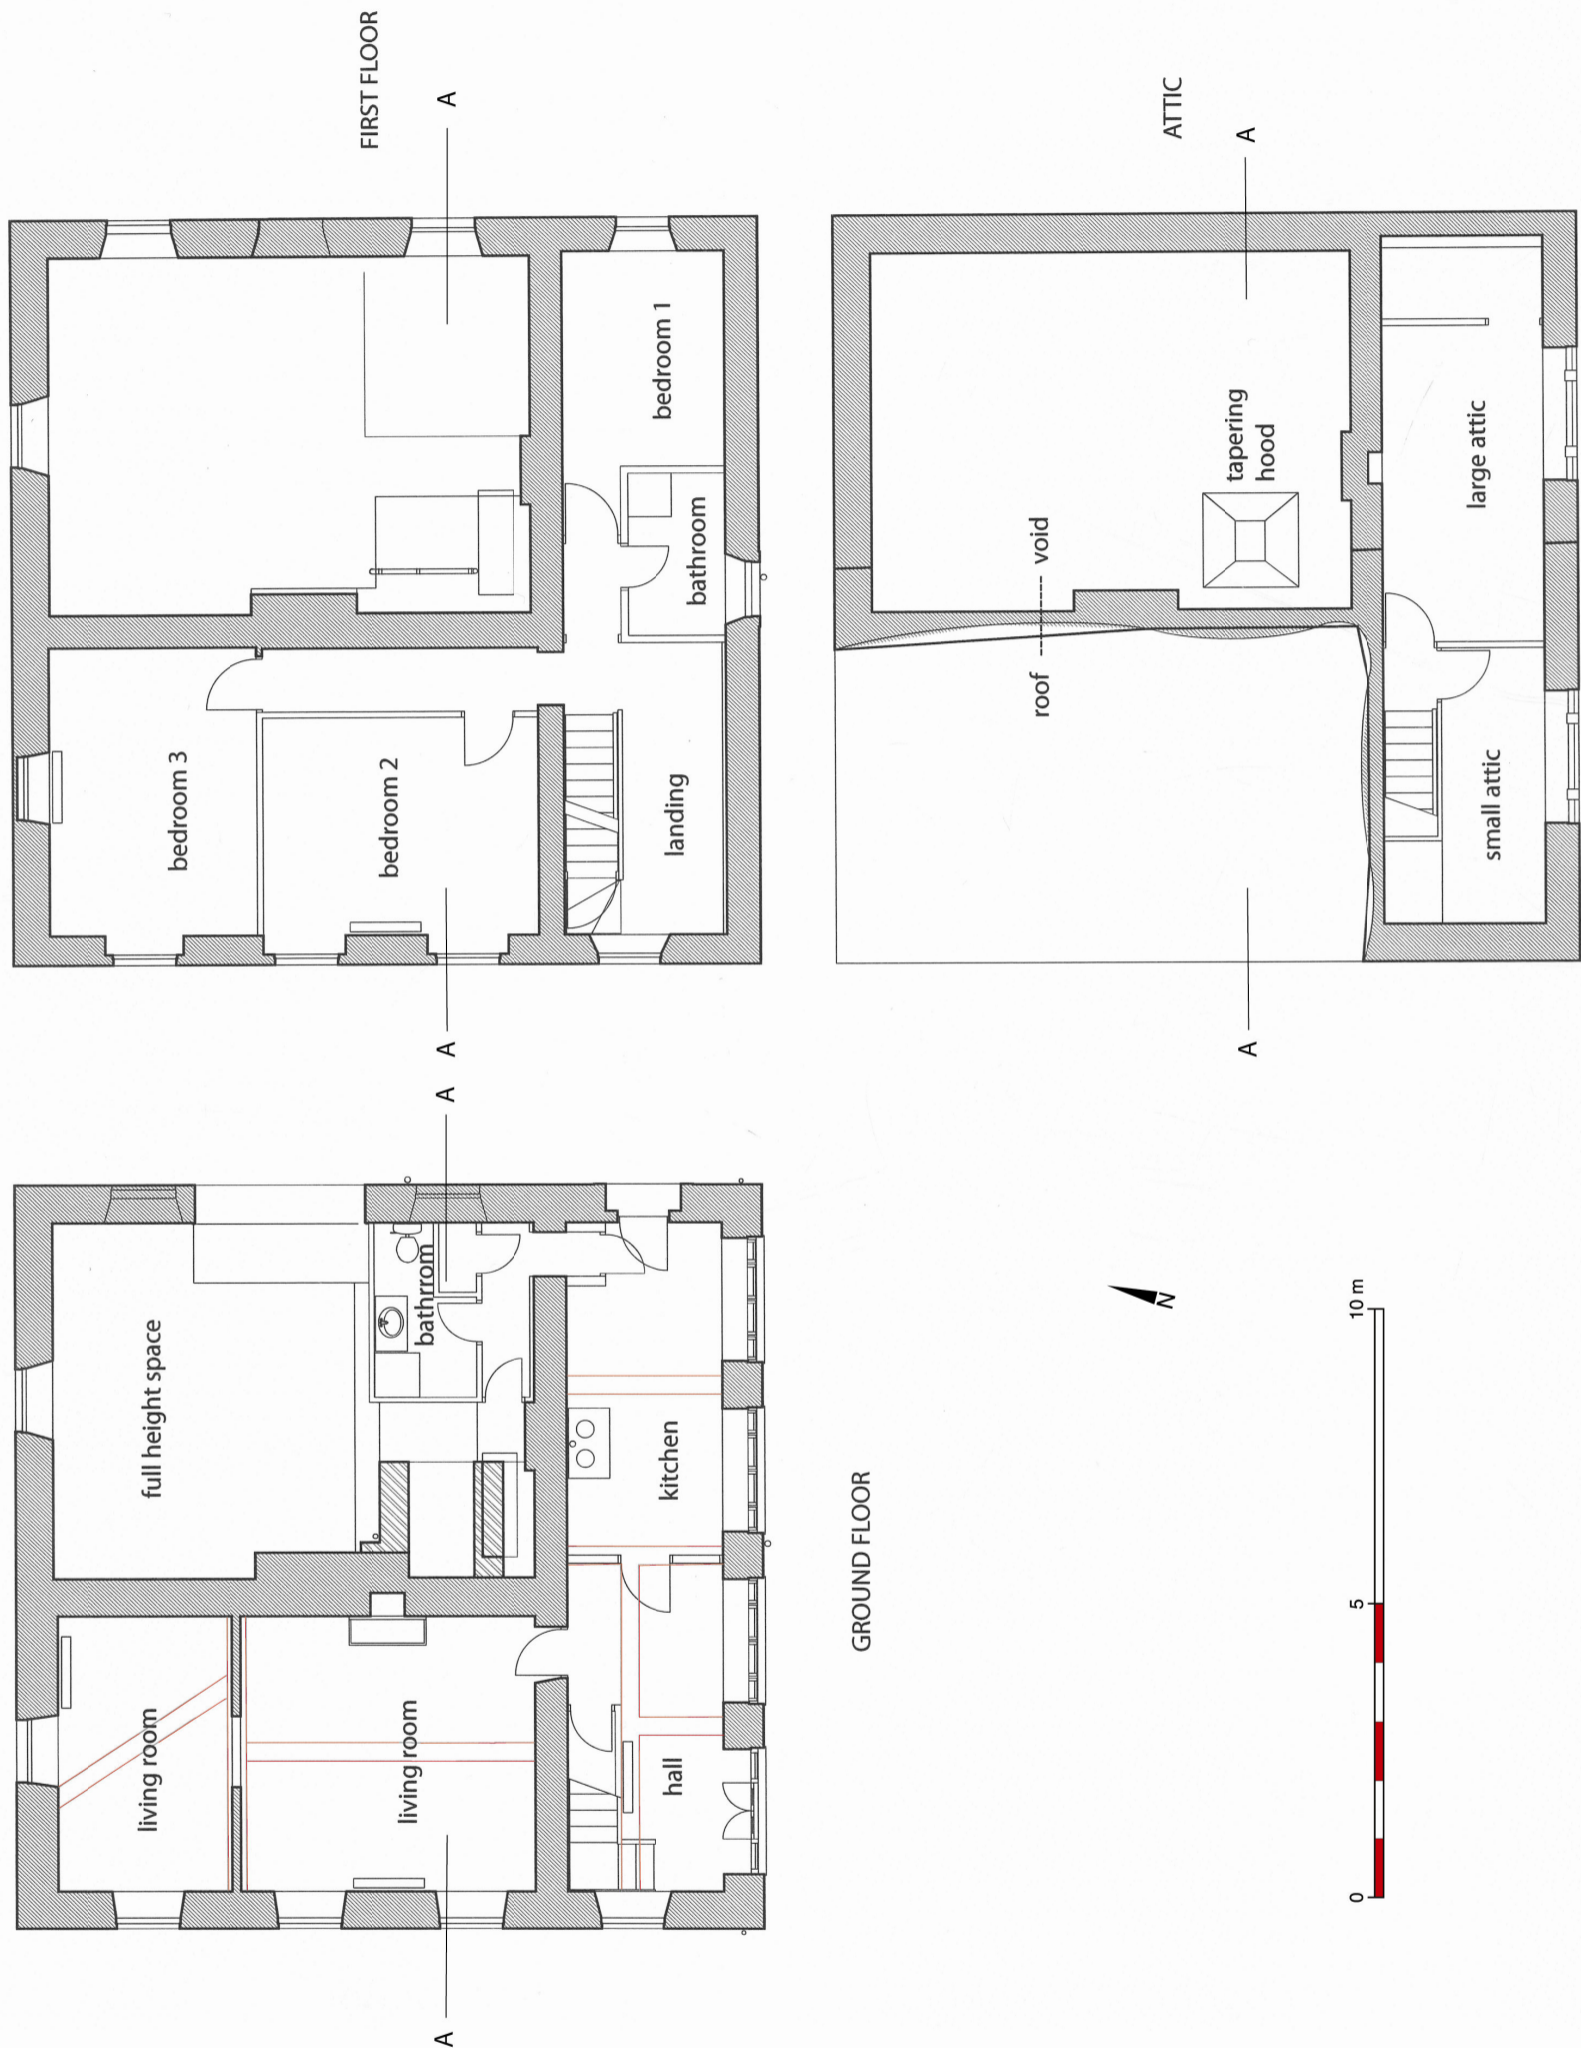 GROUND FLOOR
living room
full height space
living room
bathrrom
hall
kitchen
A
A
FIRST FLOOR
bedroom 3
bedroom 2
landing
bathroom
bedroom 1
A
A
ATTIC
roof
void
tapering
hood
small attic
large attic
A
A
N
0
5
10 m